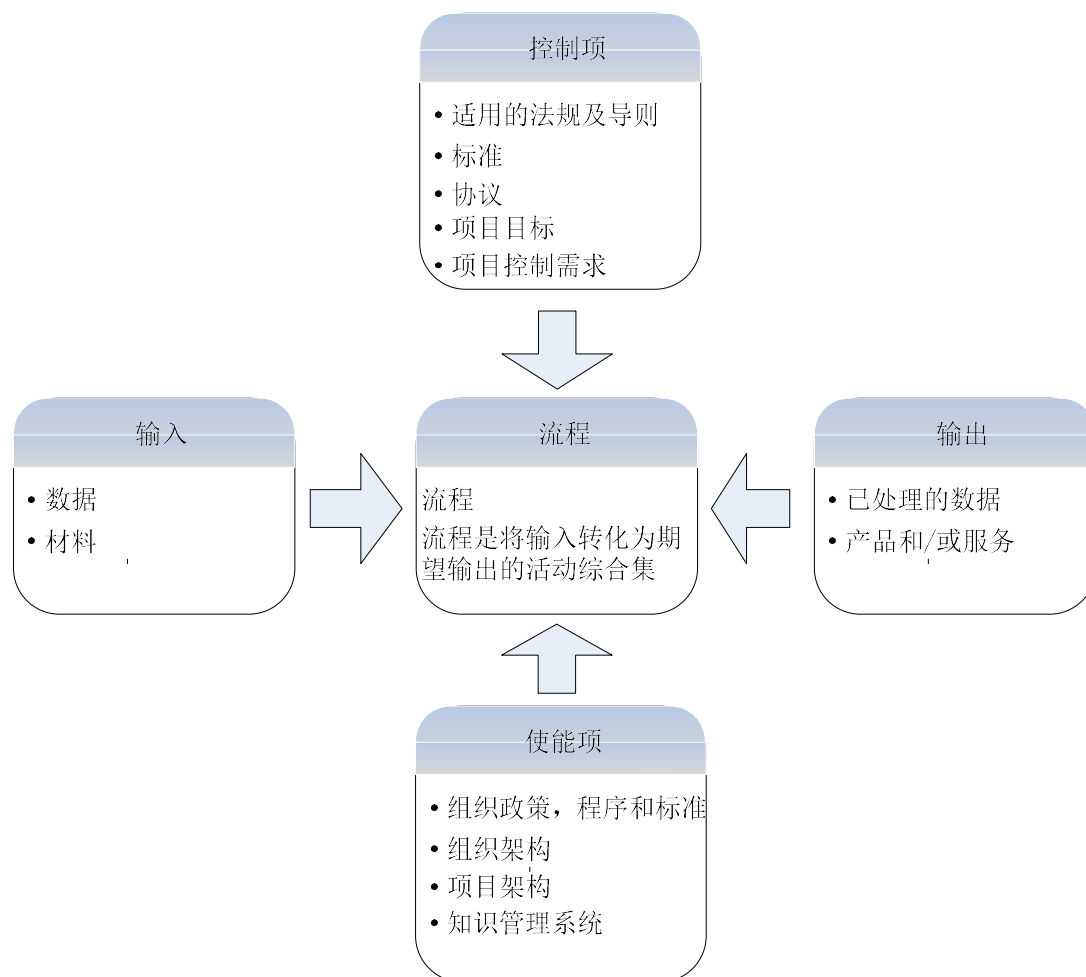 控制项
• 适用的法规及导则
• 标准
• 协议
• 项目目标
• 项目控制需求
输入
• 数据
• 材料
流程
流程
流程是将输入转化为期
望输出的活动综合集
输出
• 已处理的数据
• 产品和/或服务
使能项
• 组织政策，程序和标准
• 组织架构
• 项目架构
• 知识管理系统